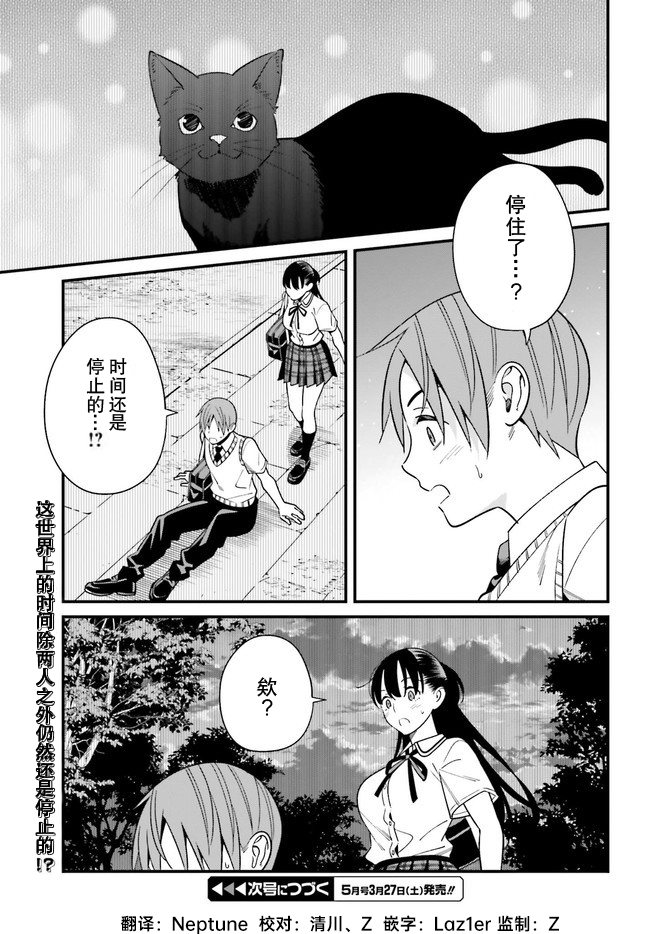 停住了…?
时间还是
停止的…!?
欸?
这世界上的时间除两人之外仍然还是停止的!?
次号につづく 5月号3月27日(土)発売!!
翻译：Neptune 校对：清川、Z 嵌字：Laz1er 监制：Z